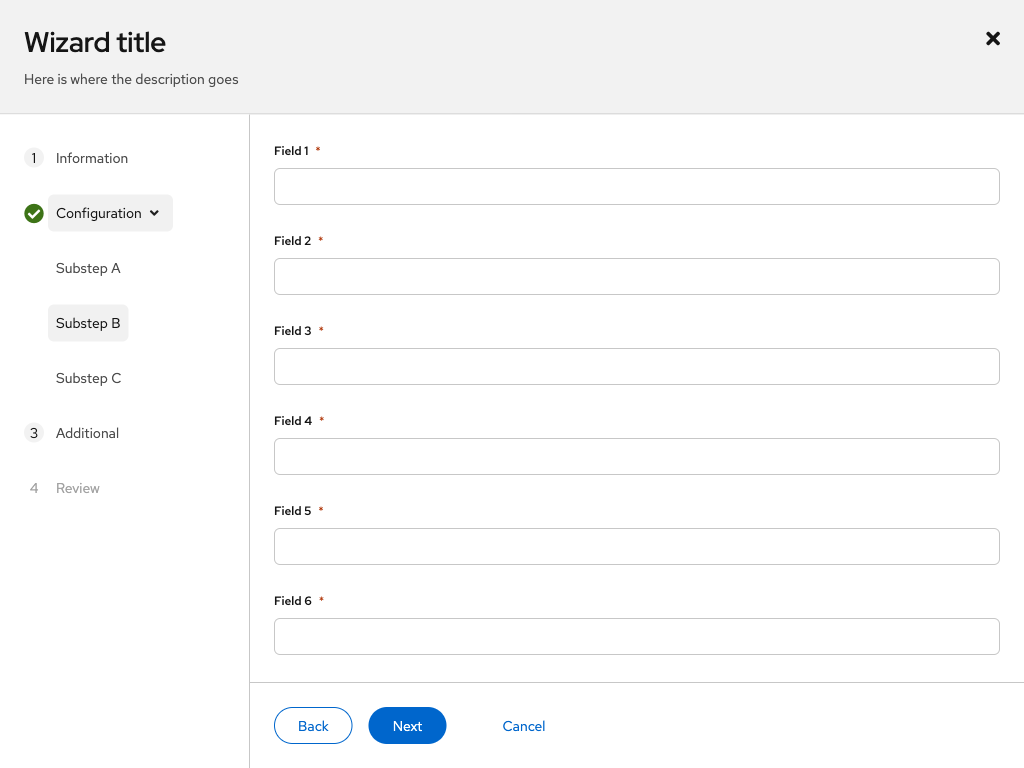 Wizard title
Here is where the description goes
1 Information
Configuration
Substep A
Substep B
Substep C
3 Additional
4 Review
Field 1 *
Field 2 *
Field 3 *
Field 4 *
Field 5 *
Field 6 *
Back Next Cancel